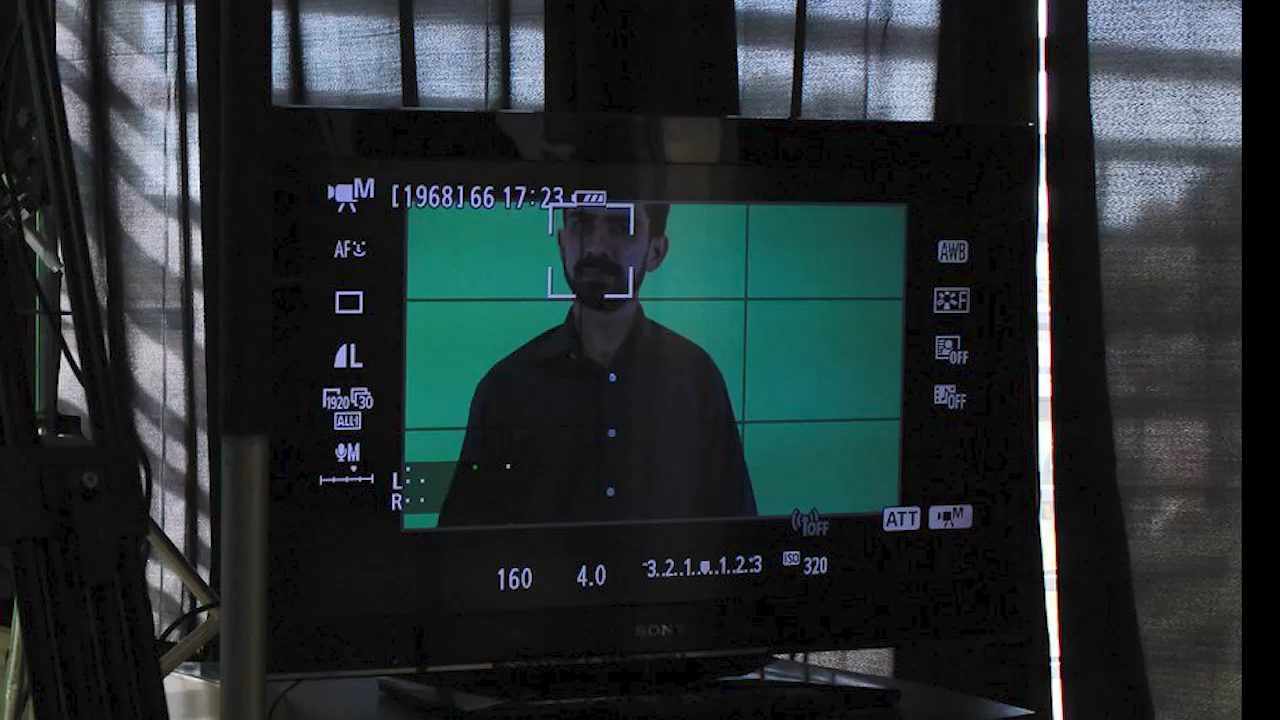 M [1968] 66 17:23
AF
L
1920 30
ALL-I
M
L
R
AWB
F
OFF
OFF
OFF
ATT M
160 4.0 -3..2..1....1..2..3 ISO 320
SONY